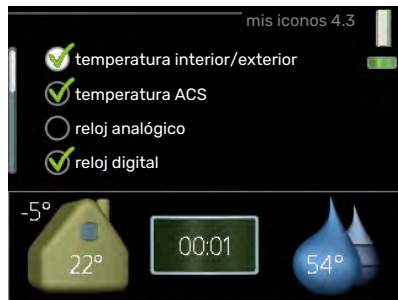 mis iconos 4.3
temperatura interior/exterior
temperatura ACS
reloj analógico
reloj digital
-5°
22°
00:01
54°